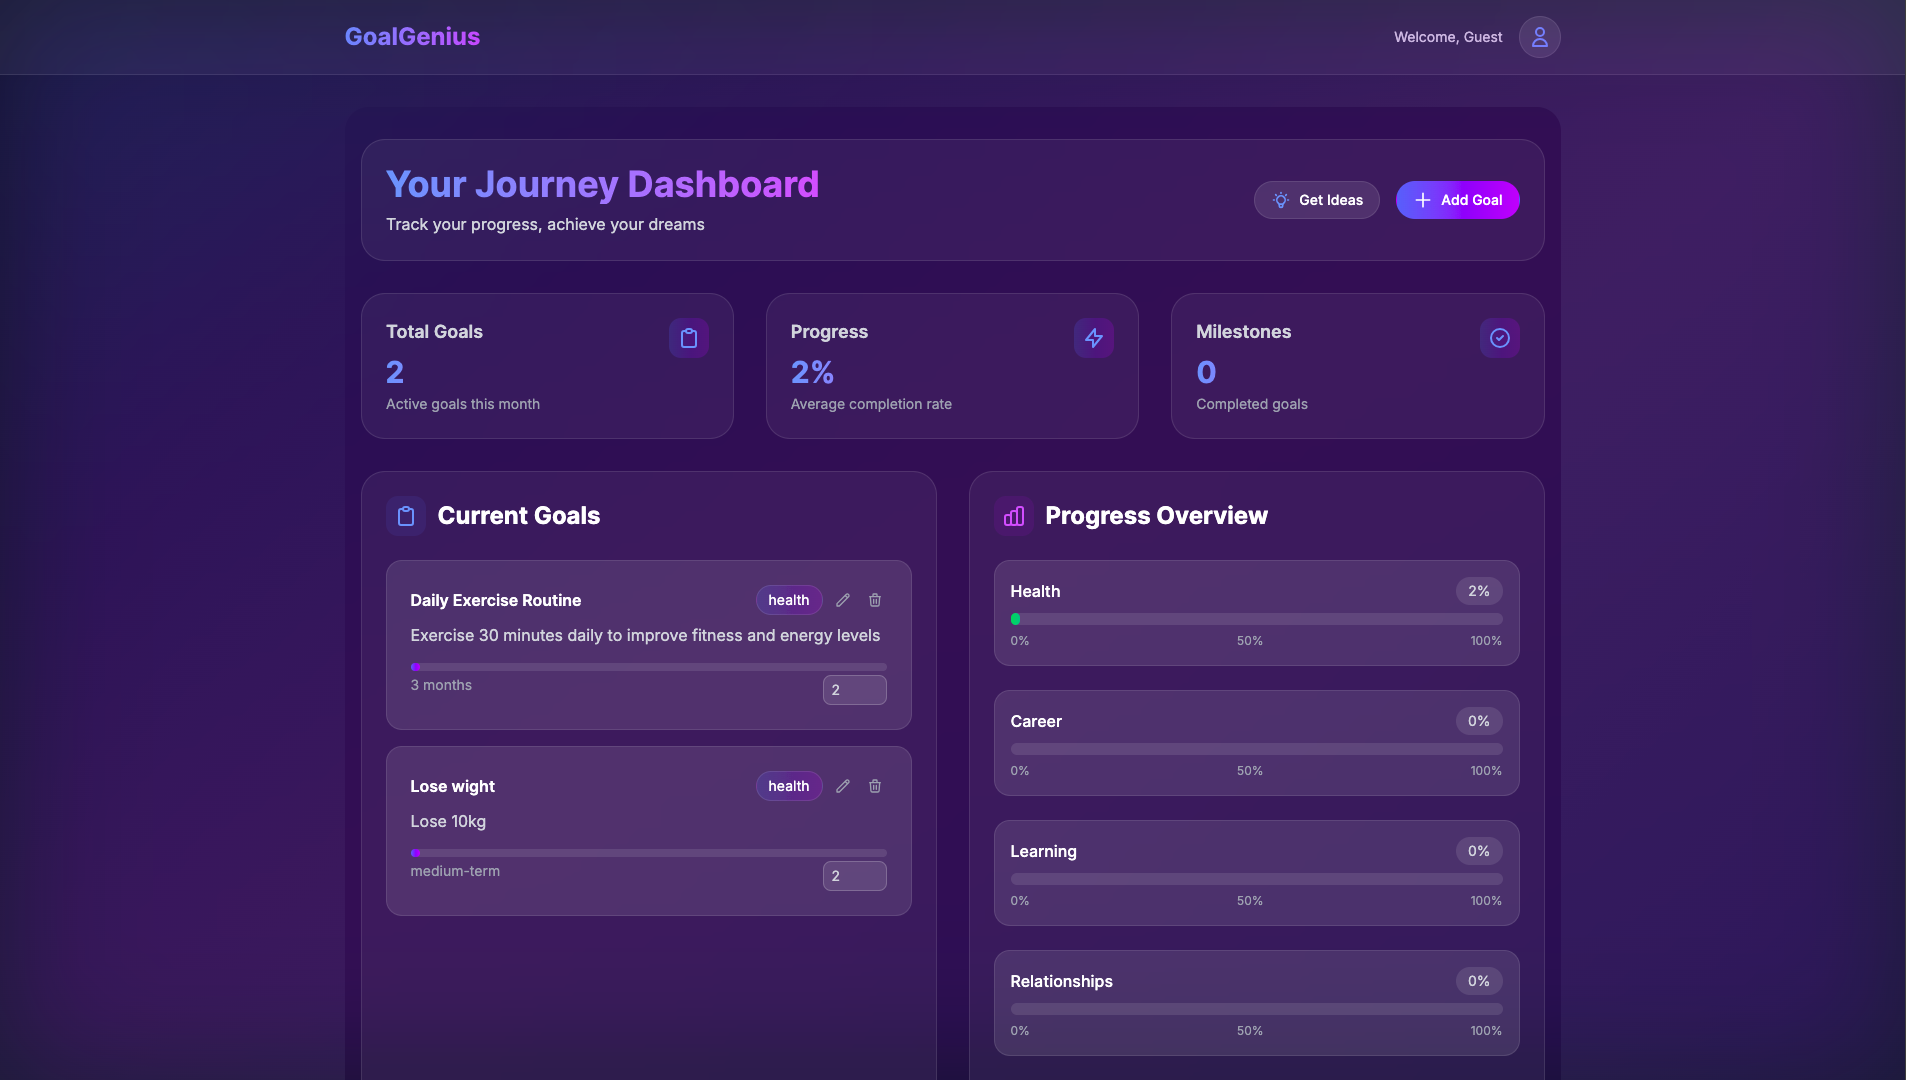 GoalGenius
Welcome, Guest
Your Journey Dashboard
Track your progress, achieve your dreams
Get Ideas
Add Goal
Total Goals
2
Active goals this month
Progress
2%
Average completion rate
Milestones
0
Completed goals
Current Goals
Daily Exercise Routine
health
Exercise 30 minutes daily to improve fitness and energy levels
3 months
2
Lose wight
health
Lose 10kg
medium-term
2
Progress Overview
Health
2%
0% 50% 100%
Career
0%
0% 50% 100%
Learning
0%
0% 50% 100%
Relationships
0%
0% 50% 100%